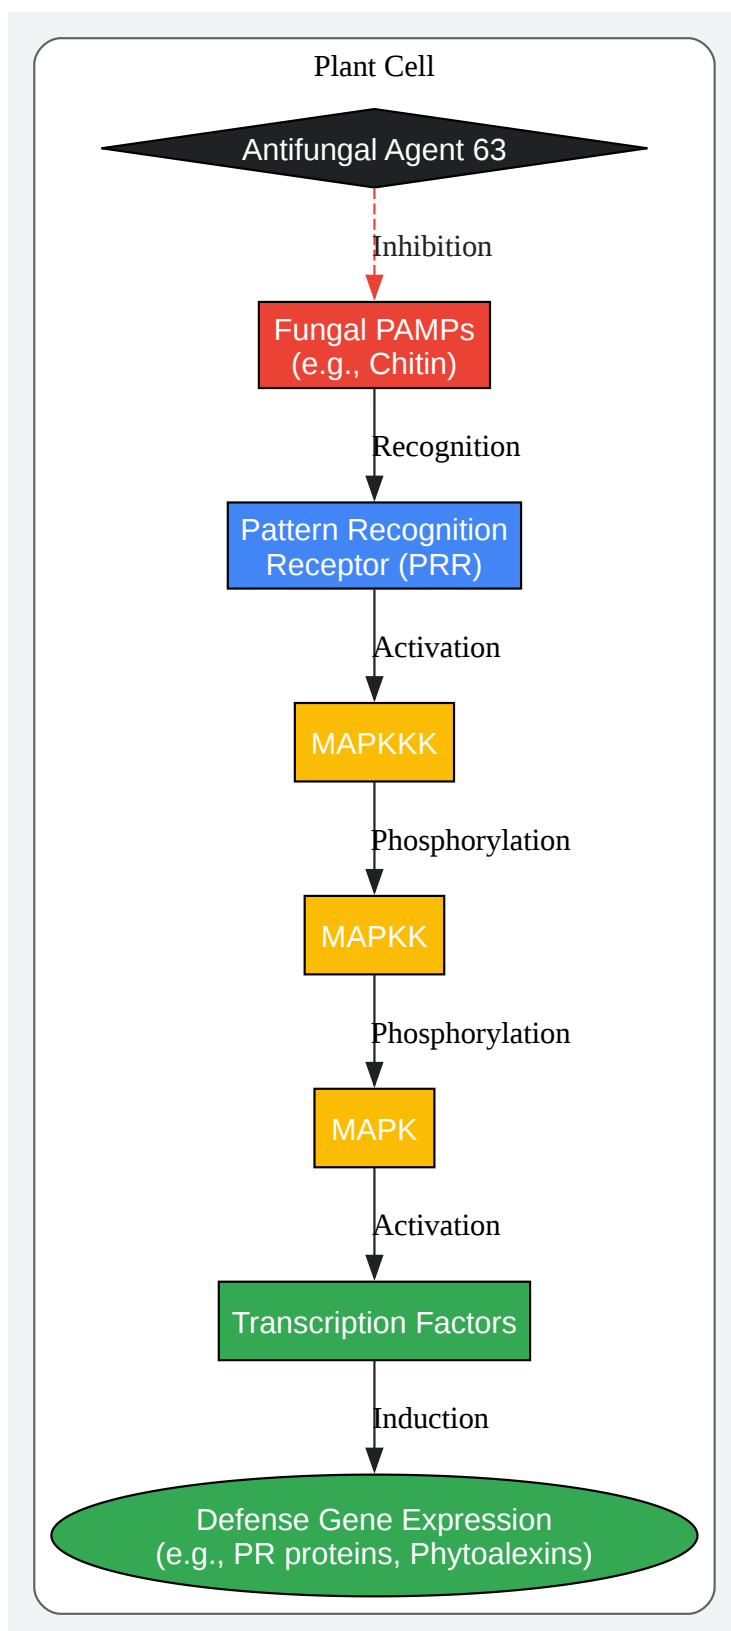 Plant Cell
Antifungal Agent 63
Inhibition
Fungal PAMPs
(e.g., Chitin)
Recognition
Pattern Recognition
Receptor (PRR)
Activation
MAPKKK
Phosphorylation
MAPKK
Phosphorylation
MAPK
Activation
Transcription Factors
Induction
Defense Gene Expression
(e.g., PR proteins, Phytoalexins)